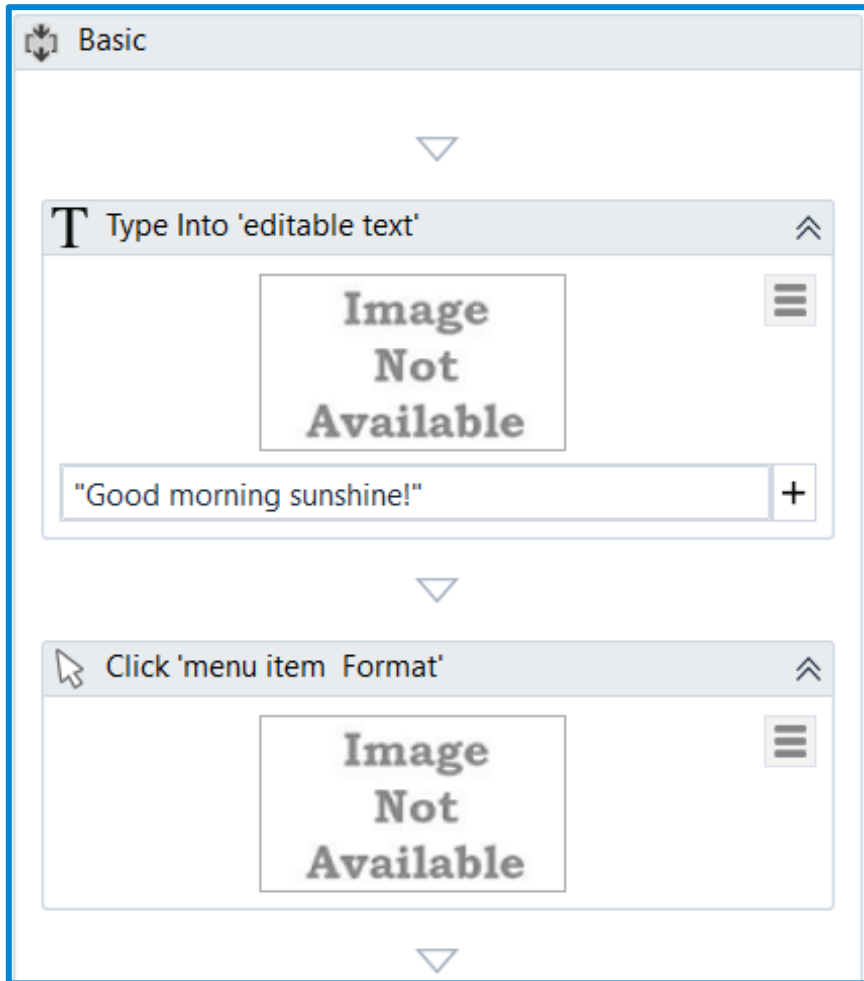 Basic
Type Into 'editable text'
Image
Not
Available
"Good morning sunshine!"
+
Click 'menu item  Format'
Image
Not
Available